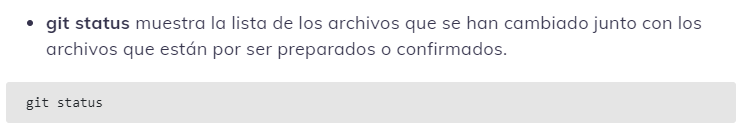 • git status muestra la lista de los archivos que se han cambiado junto con los
archivos que están por ser preparados o confirmados.
git status